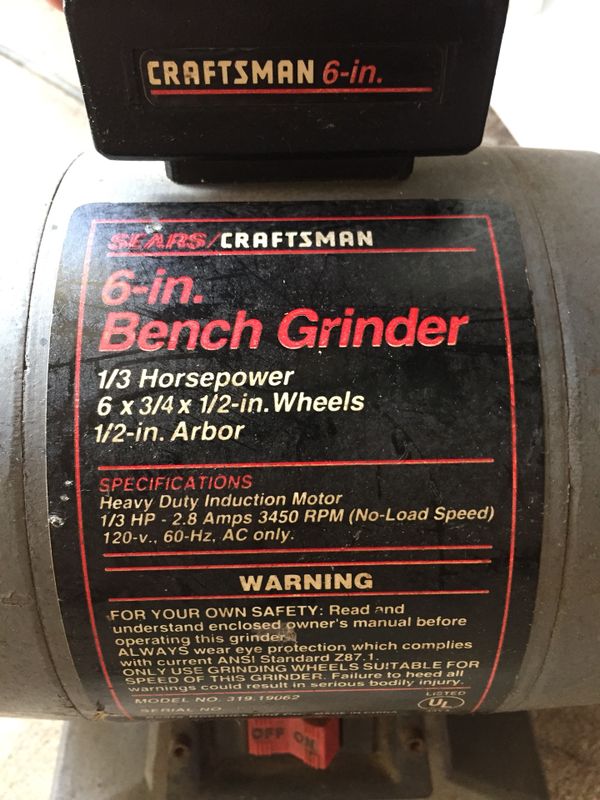 CRAFTSMAN 6-in.
SEARS/CRAFTSMAN
6-in.
Bench Grinder
1/3 Horsepower
6 x 3/4 x 1/2-in. Wheels
1/2-in. Arbor
SPECIFICATIONS
Heavy Duty Induction Motor
1/3 HP - 2.8 Amps 3450 RPM (No-Load Speed)
120-v., 60-Hz, AC only.
WARNING
FOR YOUR OWN SAFETY: Read and
understand enclosed owner's manual before
operating this grinder.
ALWAYS wear eye protection which complies
with current ANSI Standard Z87.1.
ONLY USE GRINDING WHEELS SUITABLE FOR
SPEED OF THIS GRINDER. Failure to heed all
warnings could result in serious bodily injury.
MODEL NO. 319.19062
LISTED
UL
SERIAL NO.
OFF ON